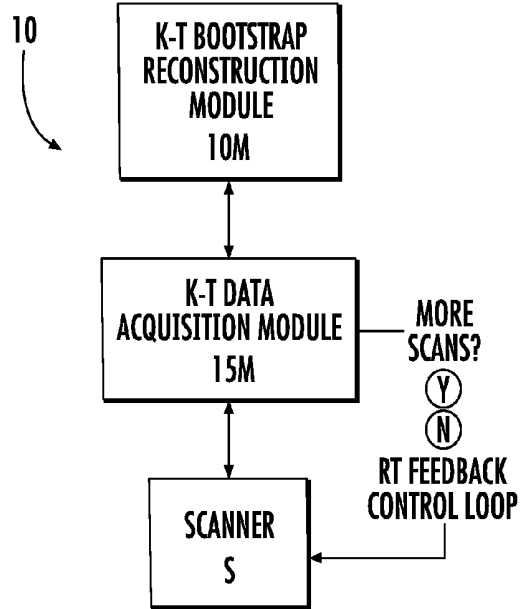 10
K-T BOOTSTRAP
RECONSTRUCTION
MODULE
10M
K-T DATA
ACQUISITION MODULE
15M
MORE
SCANS?
Y
N
RT FEEDBACK
CONTROL LOOP
SCANNER
S